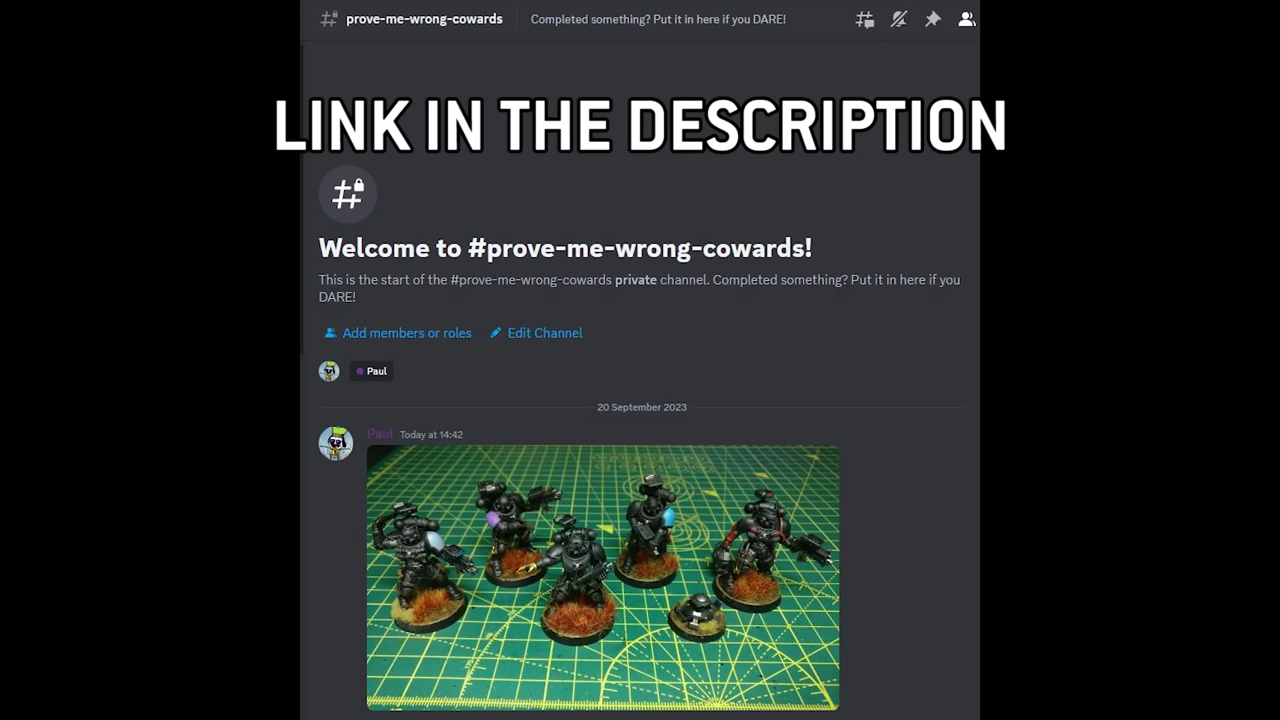 prove-me-wrong-cowards Completed something? Put it in here if you DARE!
LINK IN THE DESCRIPTION
Welcome to #prove-me-wrong-cowards!
This is the start of the #prove-me-wrong-cowards private channel. Completed something? Put it in here if you
DARE!
Add members or roles Edit Channel
Paul
20 September 2023
Paul Today at 14:42